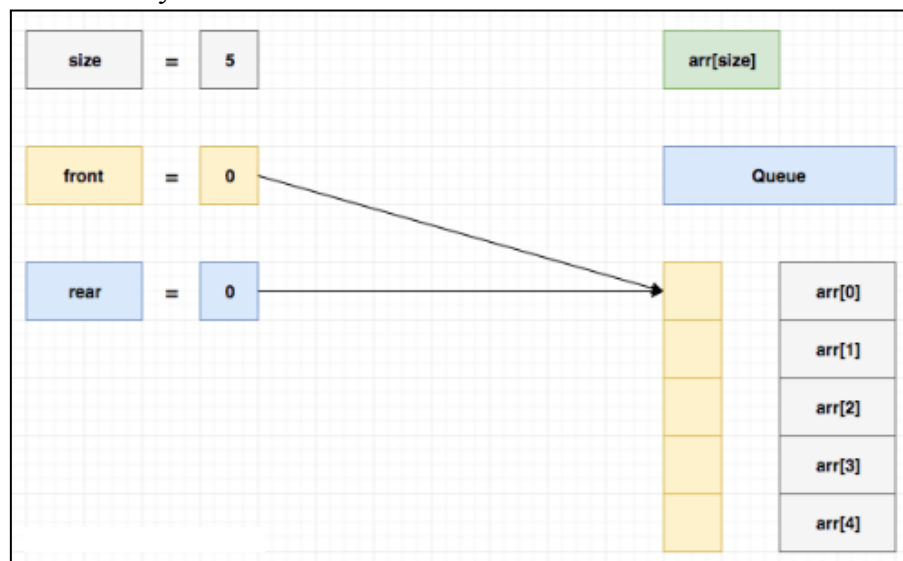 size = 5 arr[size]
front = 0 Queue
rear = 0 arr[0]
arr[1]
arr[2]
arr[3]
arr[4]